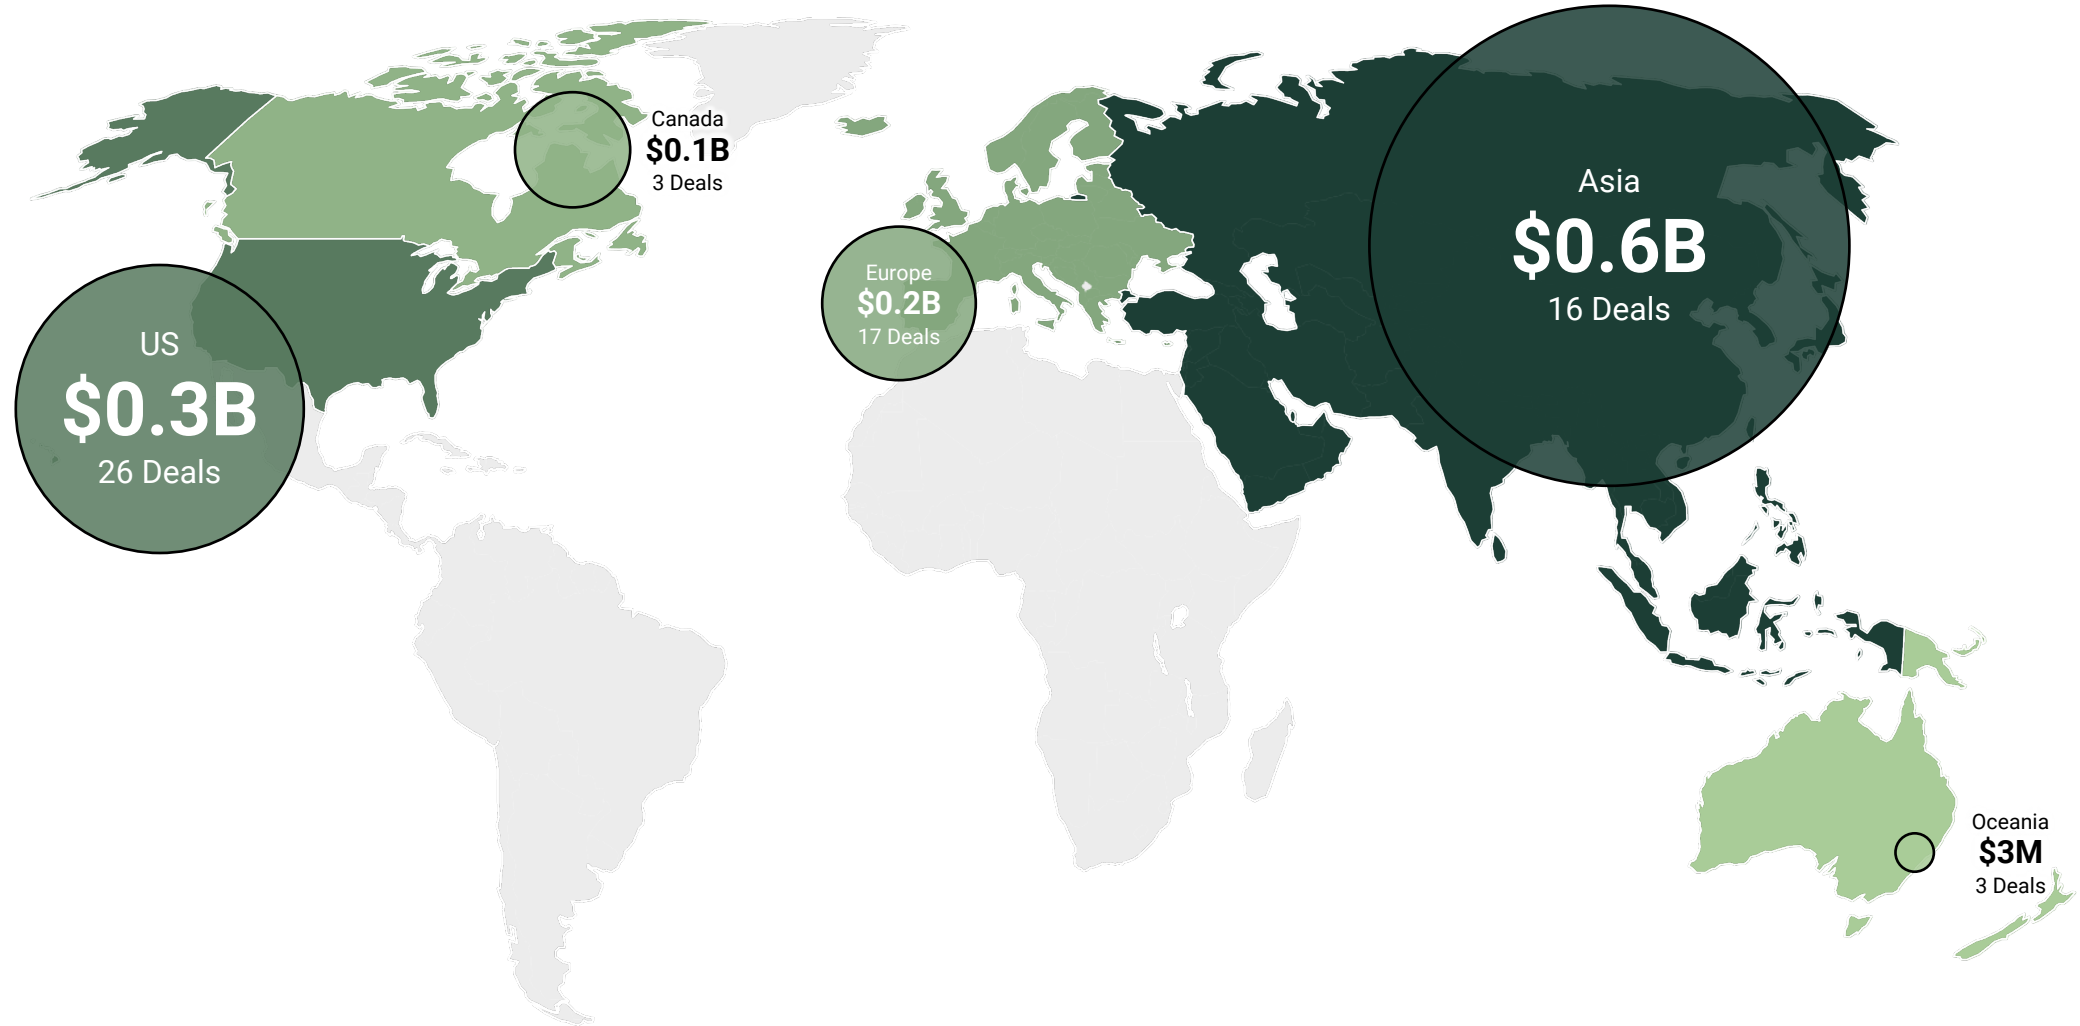 Canada
$0.1B
3 Deals
Asia
$0.6B
16 Deals
Europe
$0.2B
17 Deals
US
$0.3B
26 Deals
Oceania
$3M
3 Deals